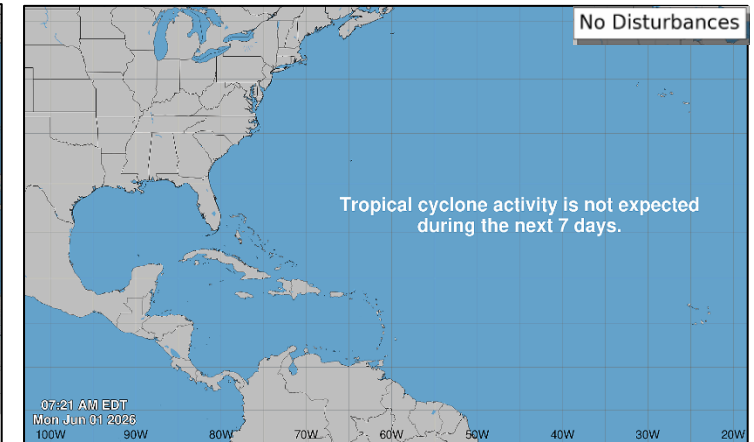 No Disturbances
Tropical cyclone activity is not expected
during the next 7 days.
07:21 AM EDT
Mon Jun 01 2026
100W 90W 80W 70W 60W 50W 40W 30W 20W